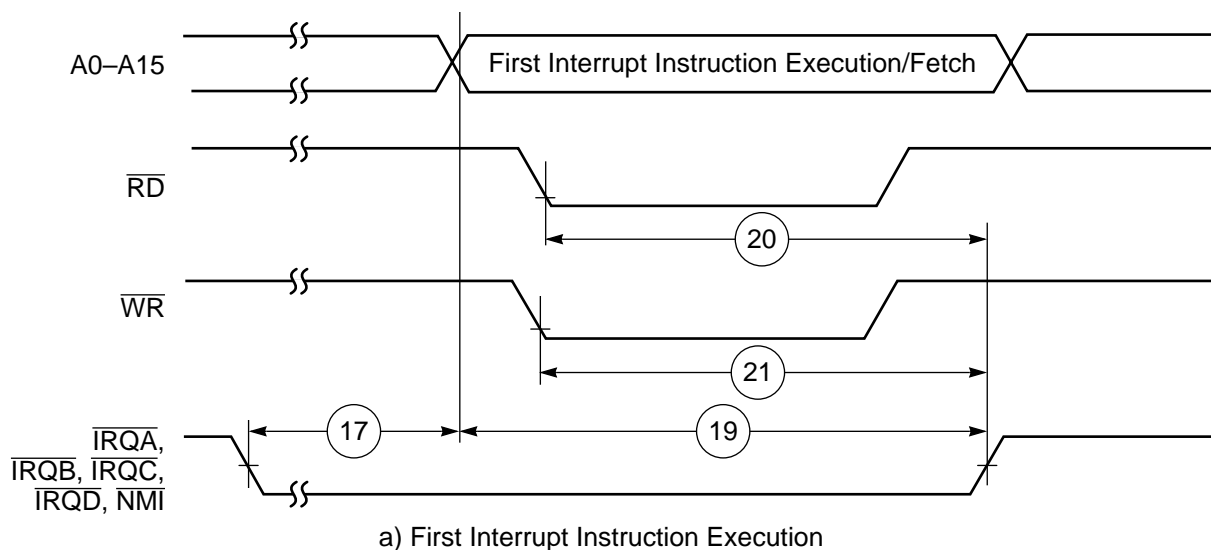 A0–A15
First Interrupt Instruction Execution/Fetch
RD
20
WR
21
17
19
IRQA,
IRQB, IRQC,
IRQD, NMI
a) First Interrupt Instruction Execution